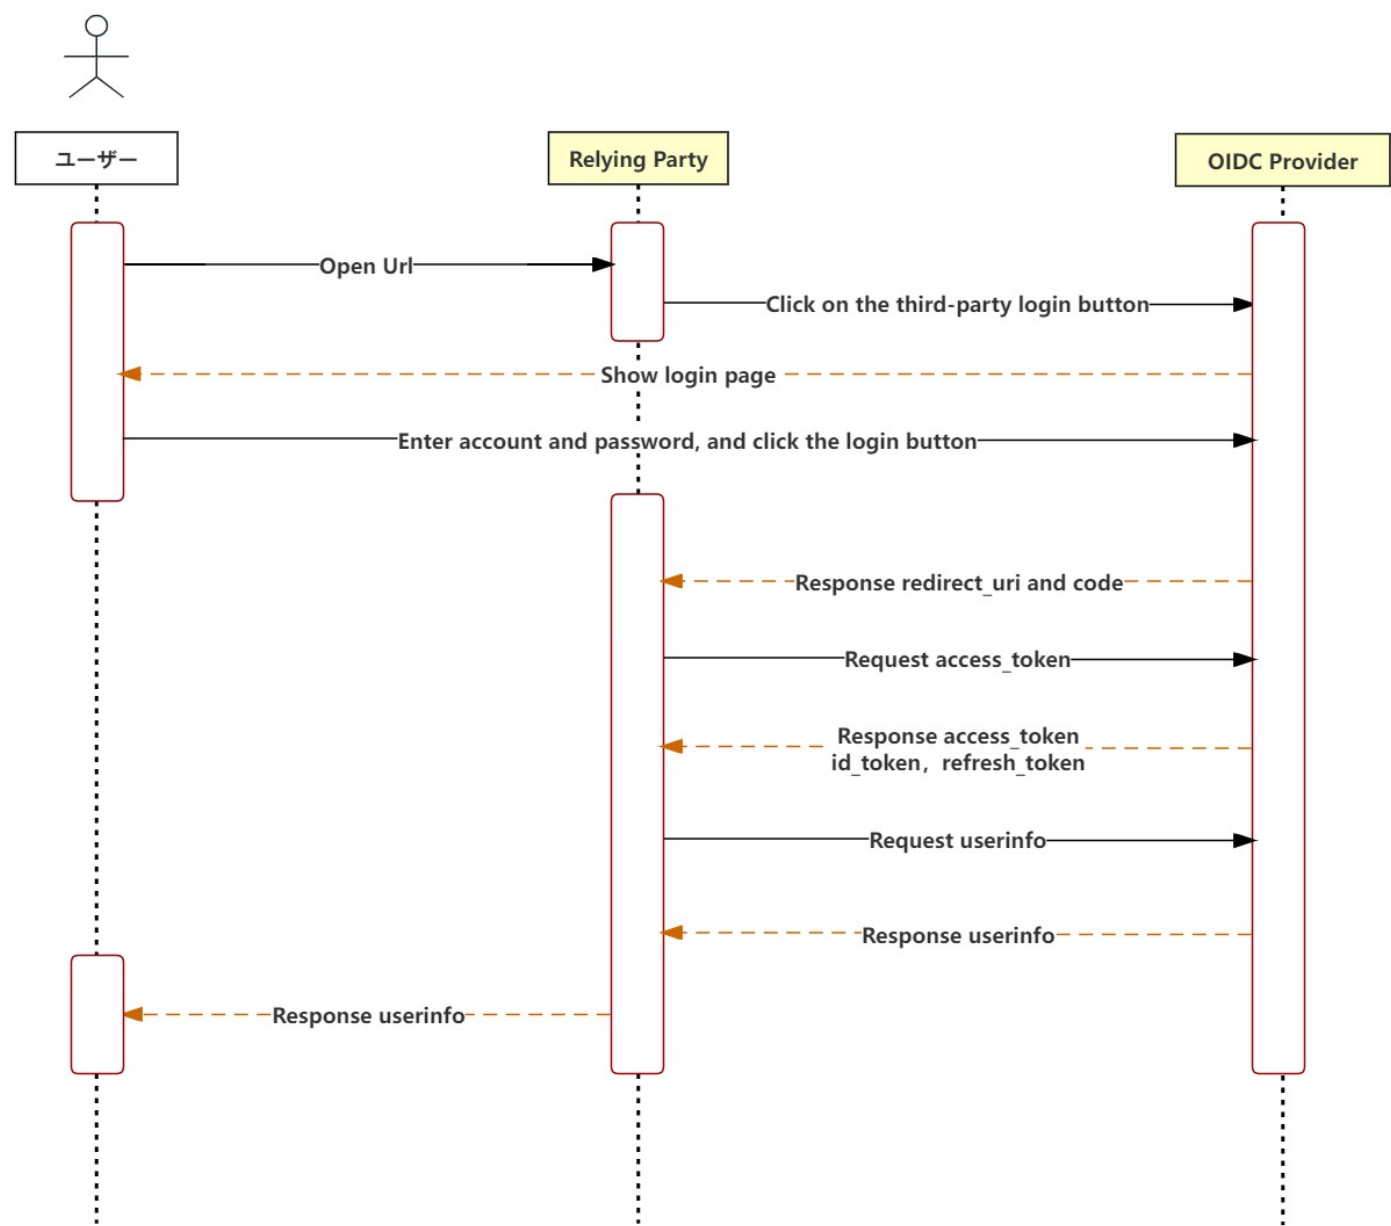 ユーザー
Relying Party
OIDC Provider
Open Url
Click on the third-party login button
Show login page
Enter account and password, and click the login button
Response redirect_uri and code
Request access_token
Response access_token
id_token，refresh_token
Request userinfo
Response userinfo
Response userinfo